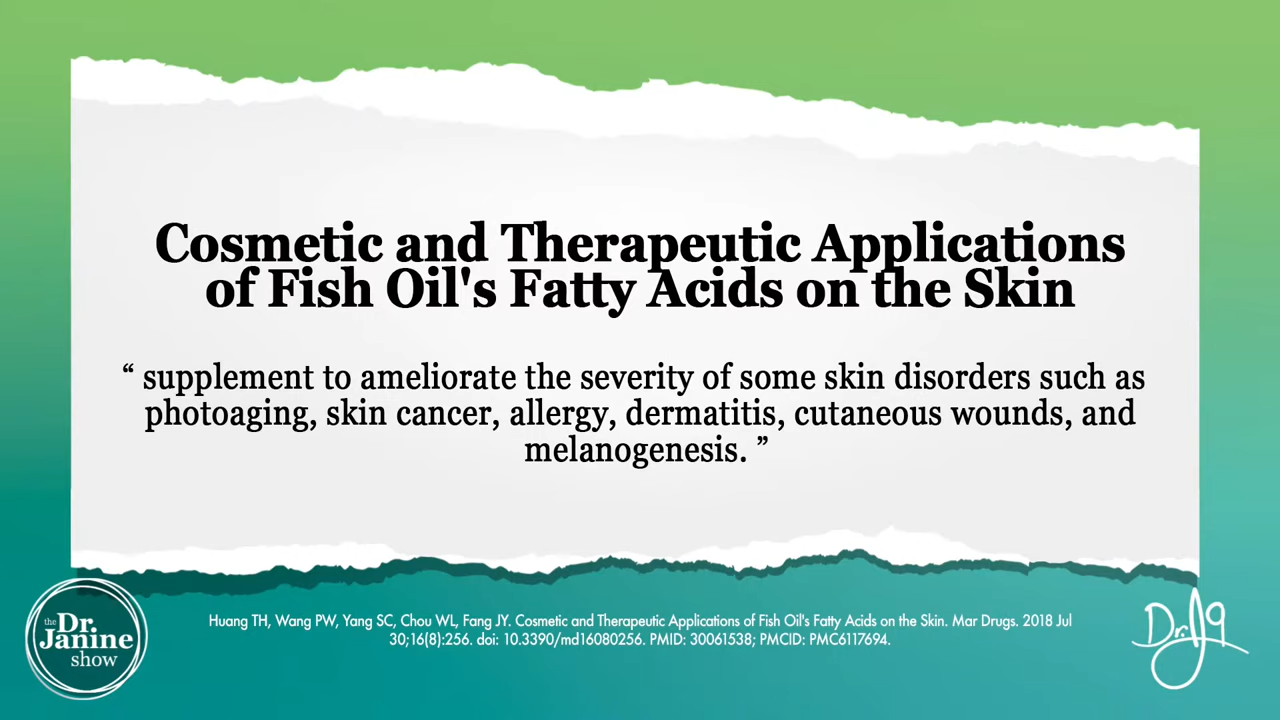 Cosmetic and Therapeutic Applications
of Fish Oil's Fatty Acids on the Skin
“ supplement to ameliorate the severity of some skin disorders such as
photoaging, skin cancer, allergy, dermatitis, cutaneous wounds, and
melanogenesis. ”
the
Dr.
Janine
show
Huang TH, Wang PW, Yang SC, Chou WL, Fang JY. Cosmetic and Therapeutic Applications of Fish Oil's Fatty Acids on the Skin. Mar Drugs. 2018 Jul
30;16(8):256. doi: 10.3390/md16080256. PMID: 30061538; PMCID: PMC6117694.